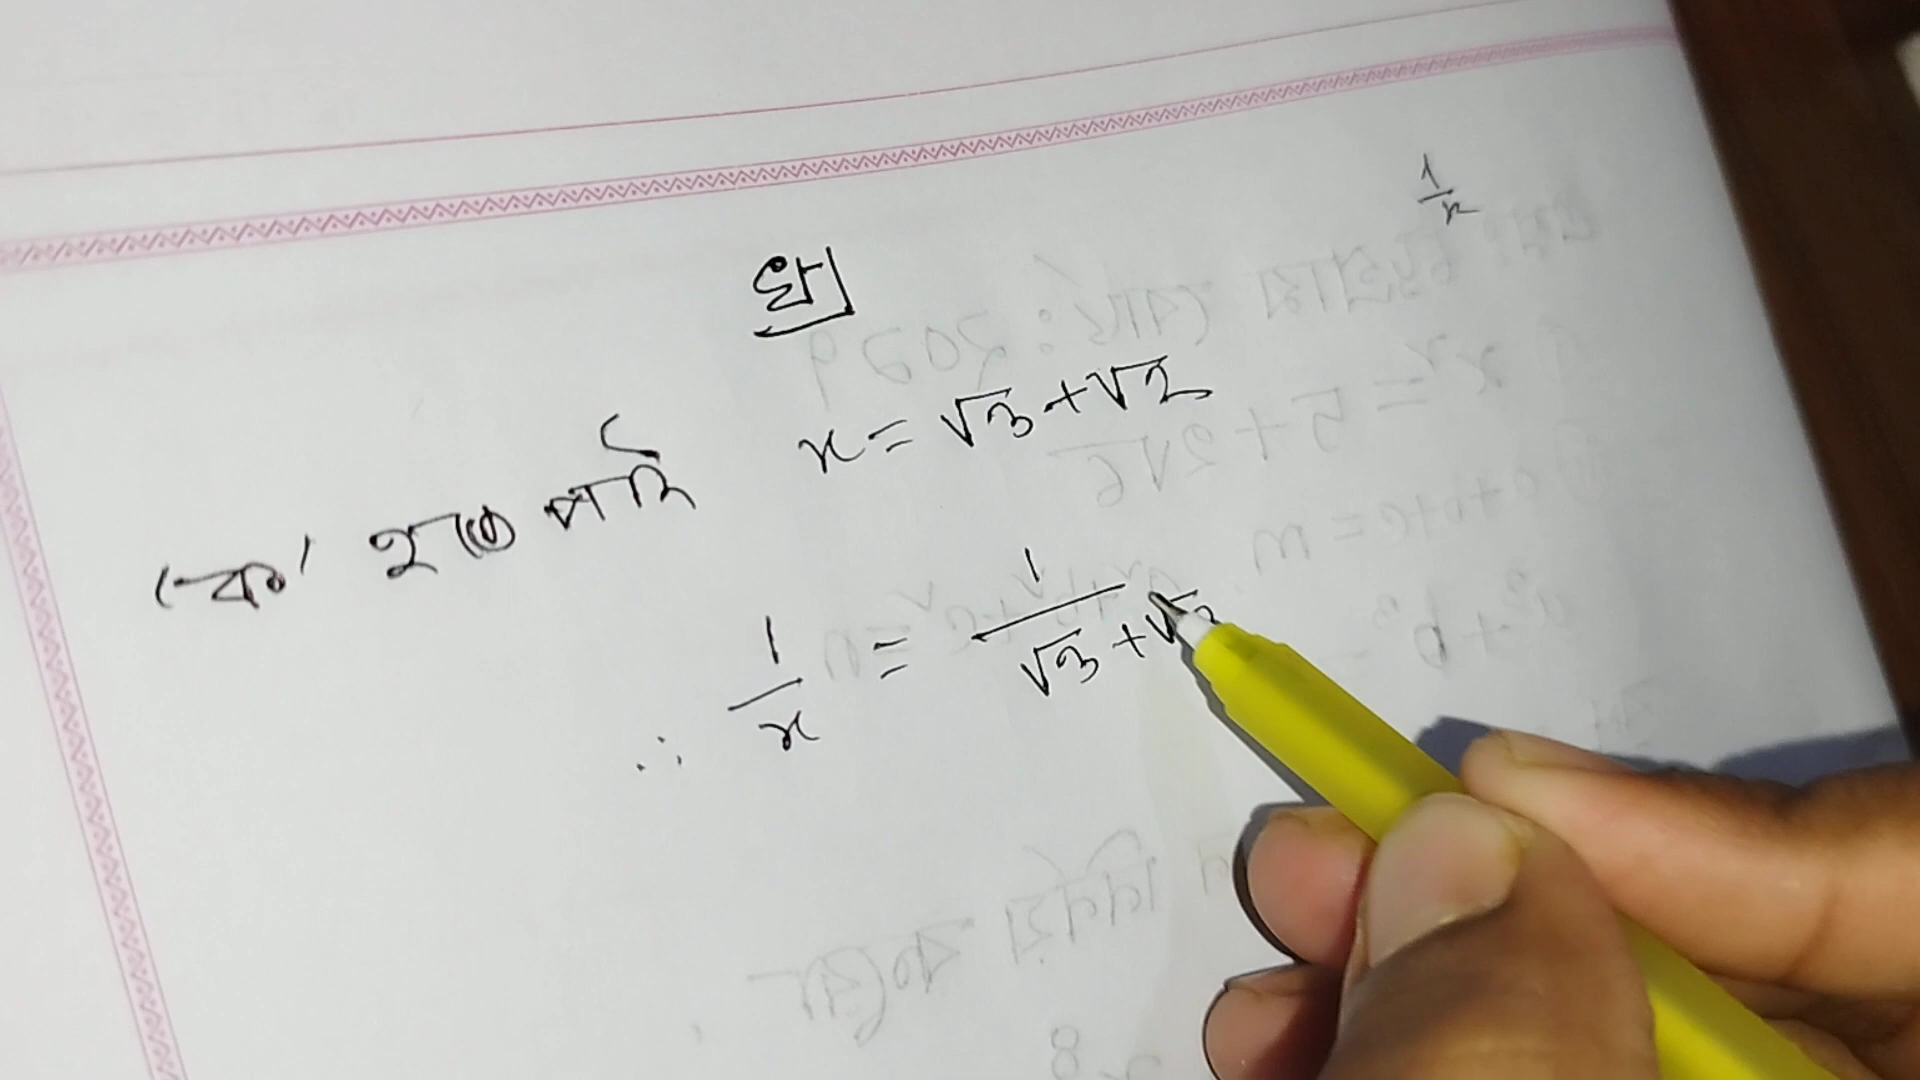 1/x
খ
'ক' হতে পাই x = √3 + √2
∴ 1/x = 1/(√3 + √2)